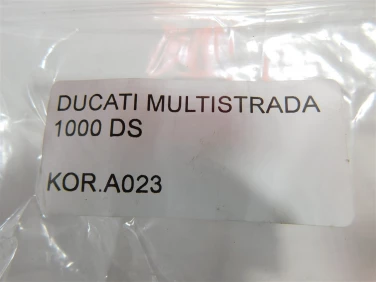 DUCATI MULTISTRADA
1000 DS
KOR.A023